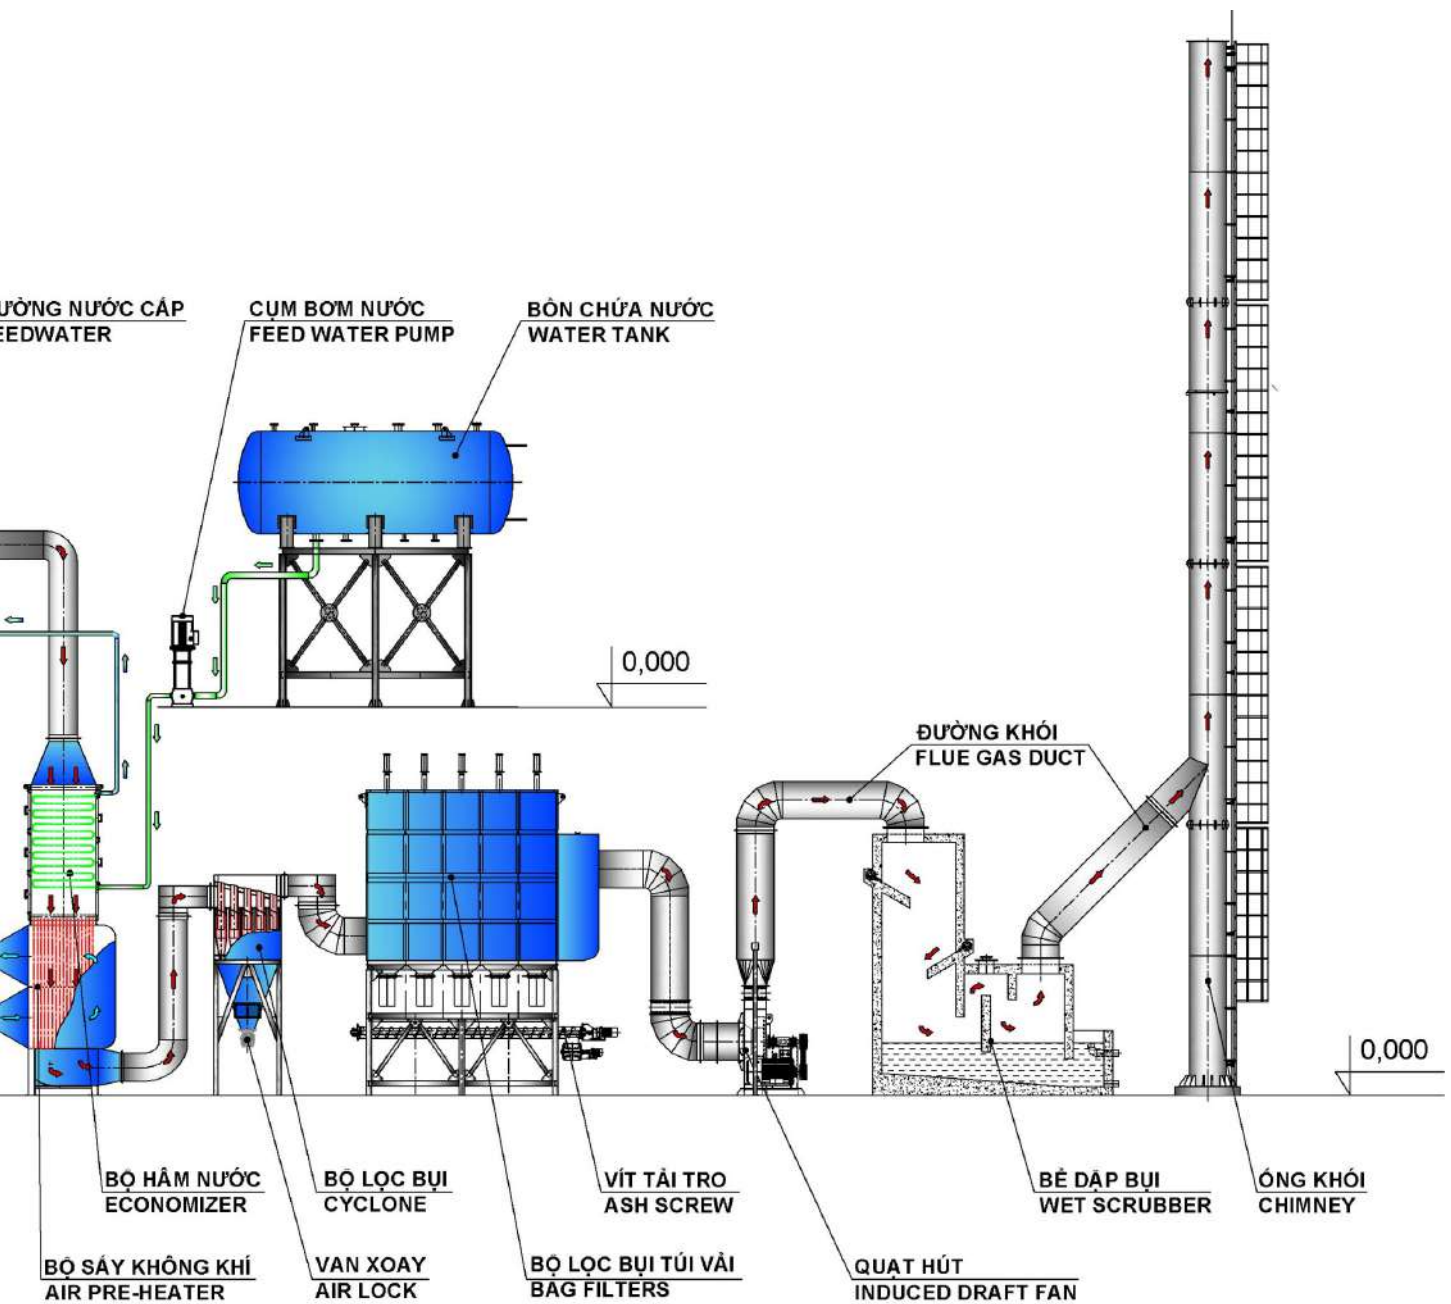 ƯỜNG NƯỚC CẤP
EEDWATER
CỤM BƠM NƯỚC
FEED WATER PUMP
BỒN CHỨA NƯỚC
WATER TANK
0,000
ĐƯỜNG KHÓI
FLUE GAS DUCT
0,000
BỘ HÂM NƯỚC
ECONOMIZER
BỘ LỌC BỤI
CYCLONE
VÍT TẢI TRO
ASH SCREW
BỂ DẬP BỤI
WET SCRUBBER
ỐNG KHÓI
CHIMNEY
BỘ SẤY KHÔNG KHÍ
AIR PRE-HEATER
VAN XOAY
AIR LOCK
BỘ LỌC BỤI TÚI VẢI
BAG FILTERS
QUẠT HÚT
INDUCED DRAFT FAN